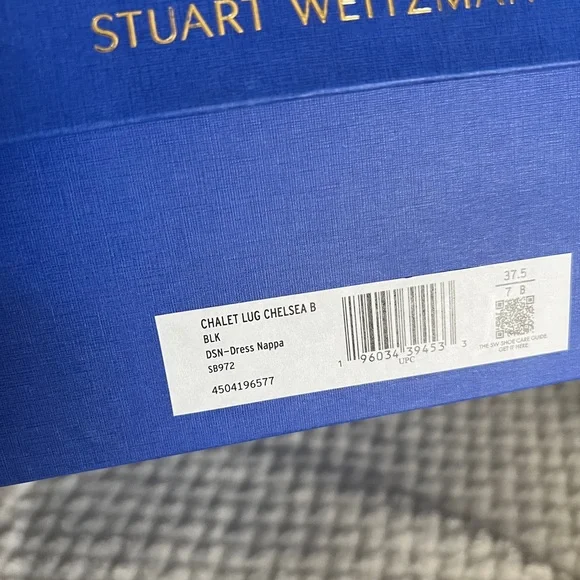 STUART WEITZMAN
CHALET LUG CHELSEA B
BLK
DSN-Dress Nappa
SB972
4504196577
1 96034 39453 3
UPC
37.5
7 B
THE SW SHOE CARE GUIDE.
GET IT HERE.